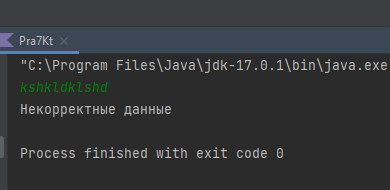 Pra7Kt
"C:\Program Files\Java\jdk-17.0.1\bin\java.exe
kshkldklshd
Некорректные данные
Process finished with exit code 0